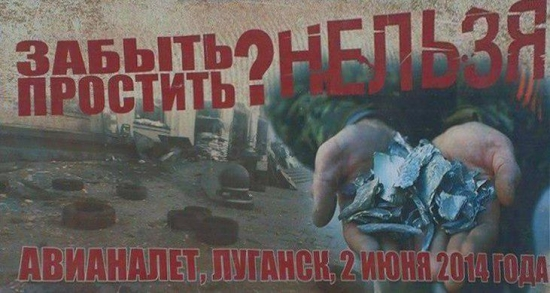 ЗАБЫТЬ
ПРОСТИТЬ ? НЕЛЬЗЯ
АВИАНАЛЕТ, ЛУГАНСК, 2 ИЮНЯ 2014 ГОДА